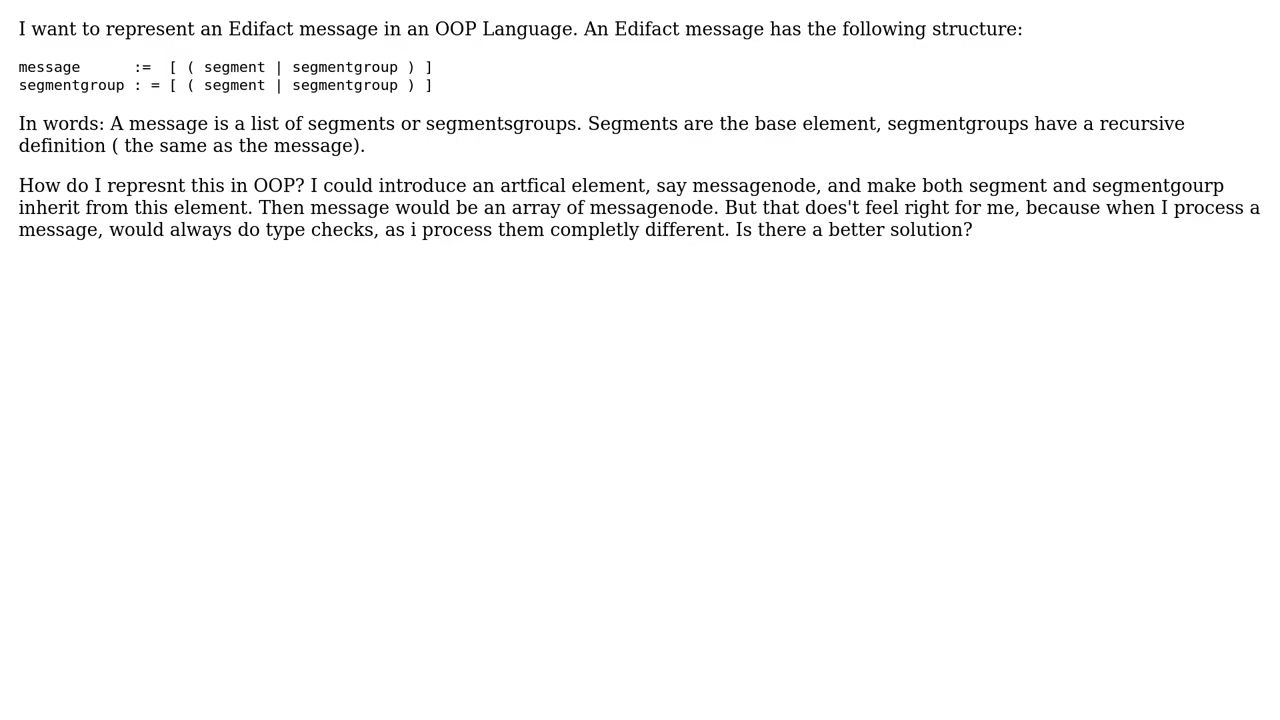 I want to represent an Edifact message in an OOP Language. An Edifact message has the following structure:
message      :=  [ ( segment | segmentgroup ) ]
segmentgroup : = [ ( segment | segmentgroup ) ]
In words: A message is a list of segments or segmentsgroups. Segments are the base element, segmentgroups have a recursive
definition ( the same as the message).
How do I represnt this in OOP? I could introduce an artfical element, say messagenode, and make both segment and segmentgourp
inherit from this element. Then message would be an array of messagenode. But that does't feel right for me, because when I process a
message, would always do type checks, as i process them completly different. Is there a better solution?